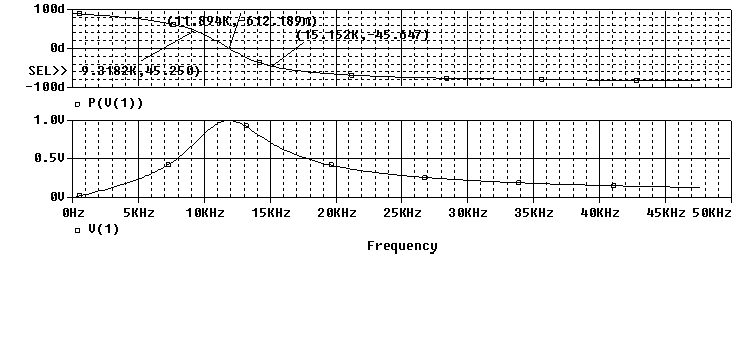 100d
(11.894K,-612.189m)
0d
(15.152K,-45.647)
SEL>>
9.3182K,45.250)
-100d
P(V(1))
1.0V
0.5V
0V
0Hz 5KHz 10KHz 15KHz 20KHz 25KHz 30KHz 35KHz 40KHz 45KHz 50KHz
V(1)
Frequency